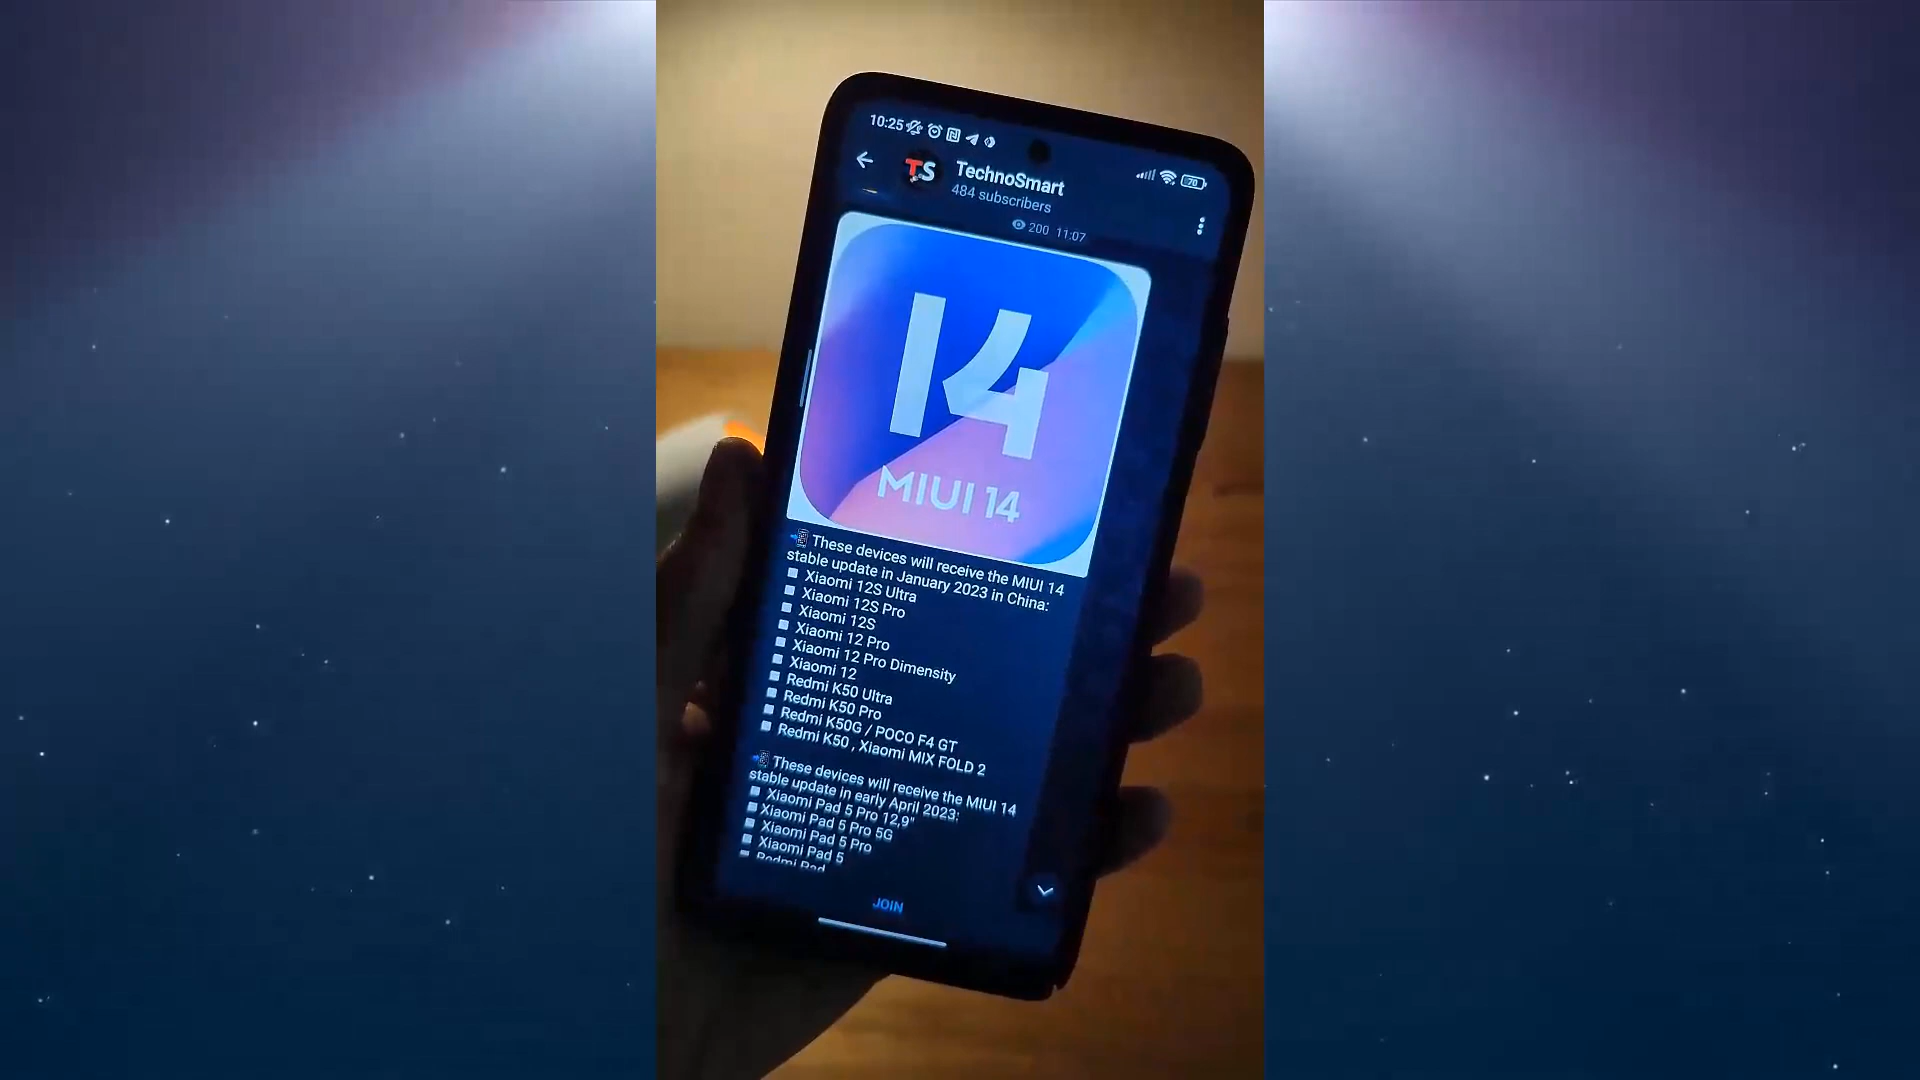 10:25
70
TS
TechnoSmart
484 subscribers
200 11:07
14
MIUI 14
These devices will receive the MIUI 14
stable update in January 2023 in China:
Xiaomi 12S Ultra
Xiaomi 12S Pro
Xiaomi 12S
Xiaomi 12 Pro
Xiaomi 12 Pro Dimensity
Xiaomi 12
Redmi K50 Ultra
Redmi K50 Pro
Redmi K50G / POCO F4 GT
Redmi K50 , Xiaomi MIX FOLD 2
These devices will receive the MIUI 14
stable update in early April 2023:
Xiaomi Pad 5 Pro 12,9"
Xiaomi Pad 5 Pro 5G
Xiaomi Pad 5 Pro
Xiaomi Pad 5
Redmi Pad
JOIN